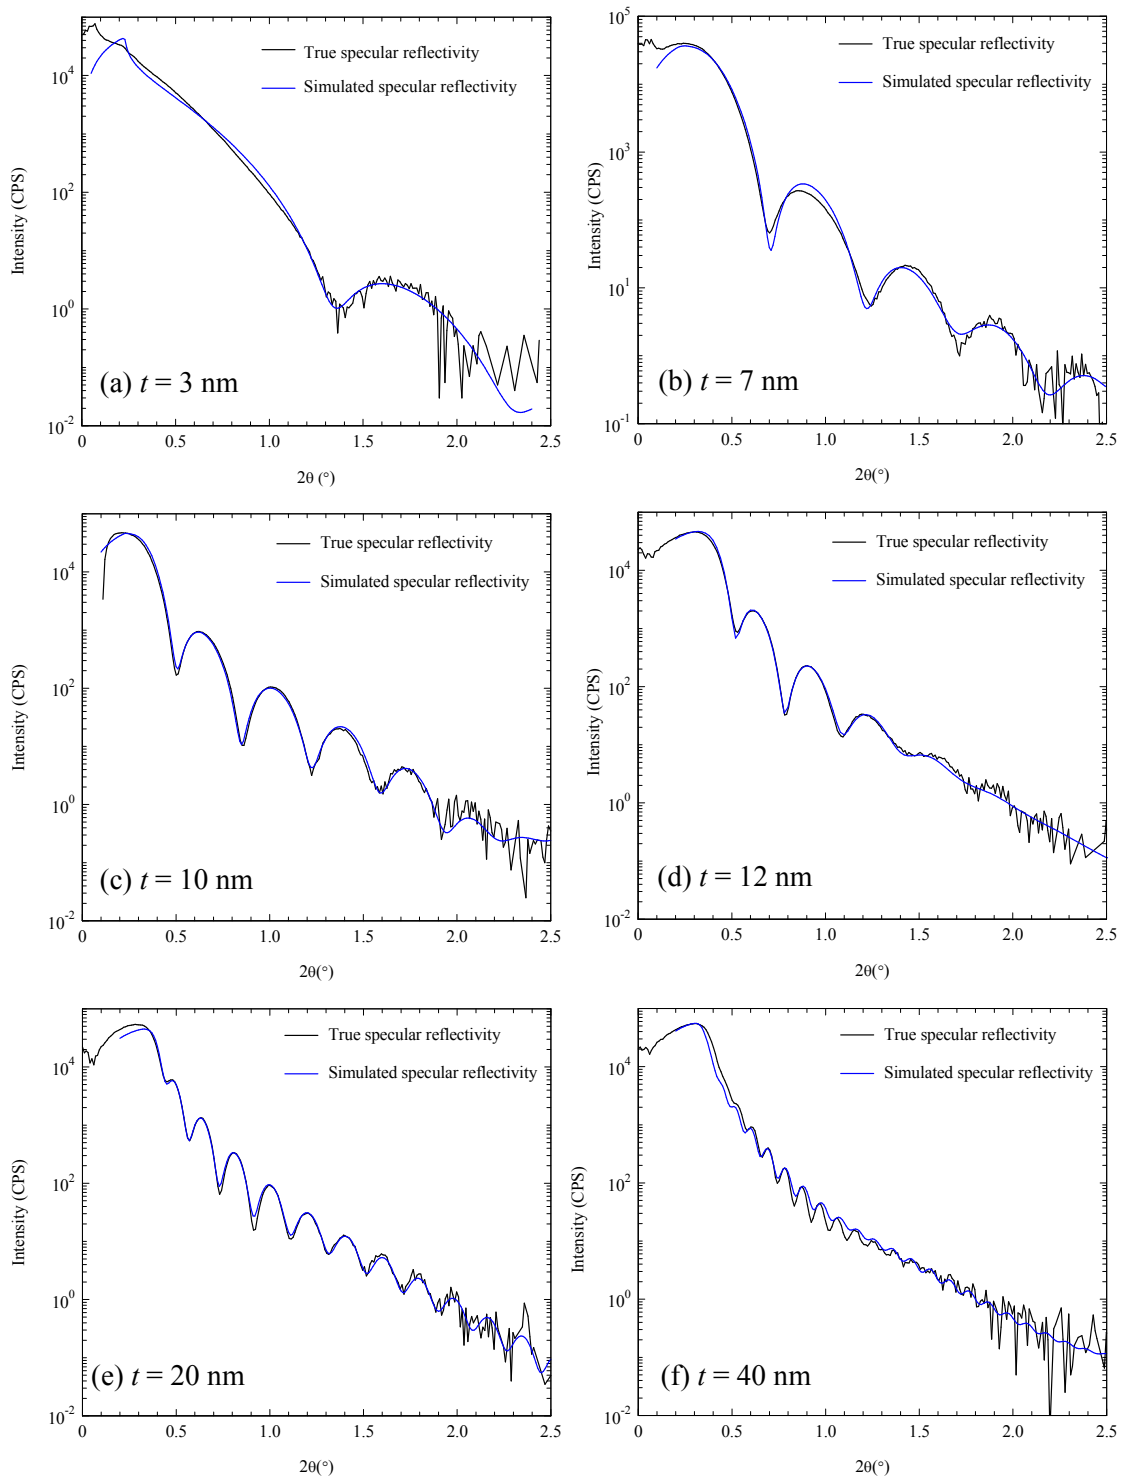 True specular reflectivity
Simulated specular reflectivity
Intensity (CPS)
10^4
10^2
10^0
10^-2
(a) t = 3 nm
0 0.5 1.0 1.5 2.0 2.5
2θ (°)
10^5
True specular reflectivity
Simulated specular reflectivity
Intensity (CPS)
10^3
10^1
10^-1
(b) t = 7 nm
0 0.5 1.0 1.5 2.0 2.5
2θ(°)
True specular reflectivity
Simulated specular reflectivity
Intensity (CPS)
10^4
10^2
10^0
10^-2
(c) t = 10 nm
0 0.5 1.0 1.5 2.0 2.5
2θ(°)
True specular reflectivity
Simulated specular reflectivity
Intensity (CPS)
10^4
10^2
10^0
10^-2
(d) t = 12 nm
0 0.5 1.0 1.5 2.0 2.5
2θ(°)
True specular reflectivity
Simulated specular reflectivity
Intensity (CPS)
10^4
10^2
10^0
10^-2
(e) t = 20 nm
0 0.5 1.0 1.5 2.0 2.5
2θ(°)
True specular reflectivity
Simulated specular reflectivity
Intensity (CPS)
10^4
10^2
10^0
10^-2
(f) t = 40 nm
0 0.5 1.0 1.5 2.0 2.5
2θ(°)